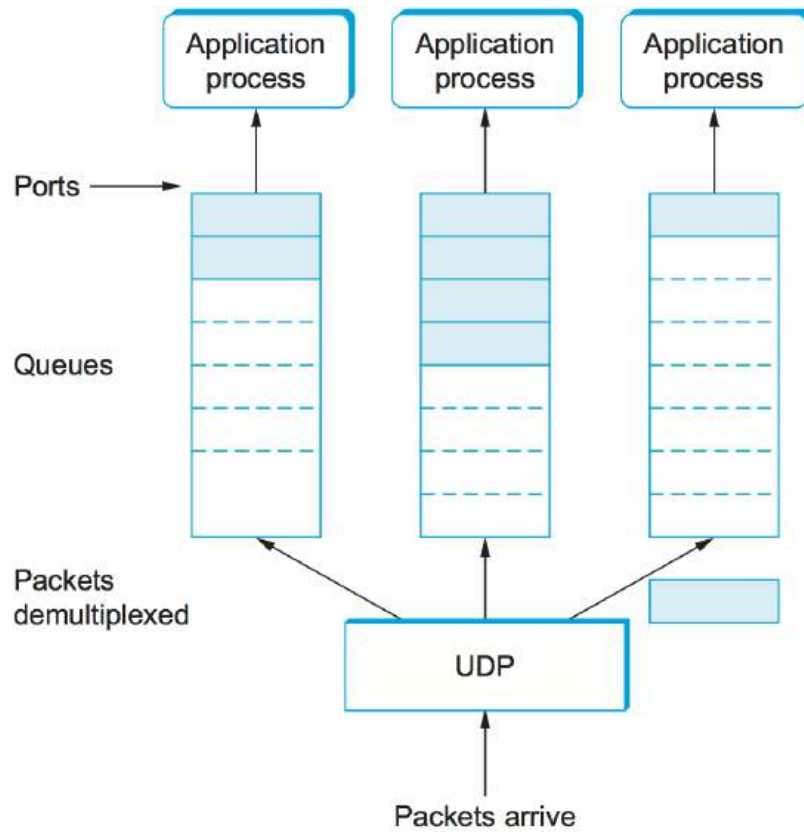 Application
process
Application
process
Application
process
Ports
Queues
Packets
demultiplexed
UDP
Packets arrive